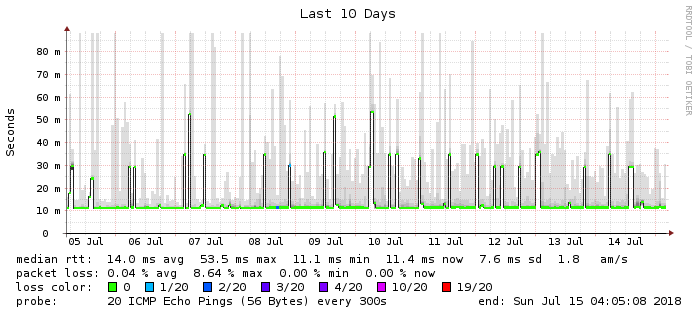 Last 10 Days
RRDTOOL / TOBI OETIKER
Seconds
80 m
70 m
60 m
50 m
40 m
30 m
20 m
10 m
0
05 Jul 06 Jul 07 Jul 08 Jul 09 Jul 10 Jul 11 Jul 12 Jul 13 Jul 14 Jul
median rtt: 14.0 ms avg 53.5 ms max 11.1 ms min 11.4 ms now 7.6 ms sd 1.8 am/s
packet loss: 0.04 % avg 8.64 % max 0.00 % min 0.00 % now
loss color: 0 1/20 2/20 3/20 4/20 10/20 19/20
probe: 20 ICMP Echo Pings (56 Bytes) every 300s end: Sun Jul 15 04:05:08 2018